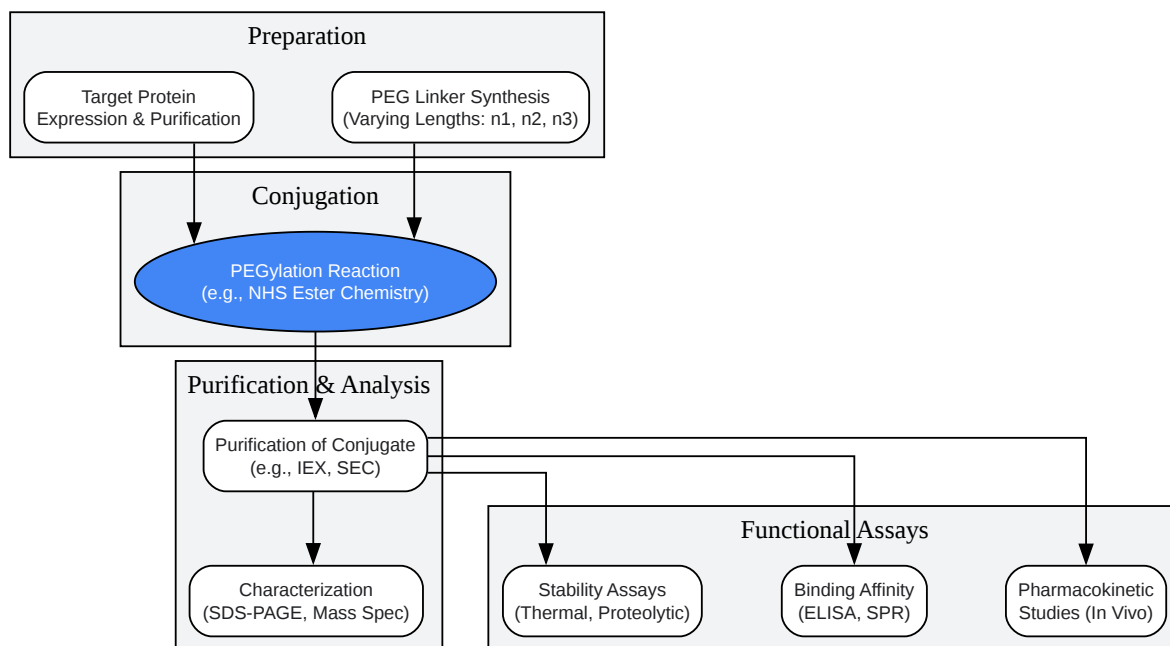 Preparation
Target Protein
Expression & Purification
PEG Linker Synthesis
(Varying Lengths: n1, n2, n3)
Conjugation
PEGylation Reaction
(e.g., NHS Ester Chemistry)
Purification & Analysis
Purification of Conjugate
(e.g., IEX, SEC)
Characterization
(SDS-PAGE, Mass Spec)
Functional Assays
Stability Assays
(Thermal, Proteolytic)
Binding Affinity
(ELISA, SPR)
Pharmacokinetic
Studies (In Vivo)